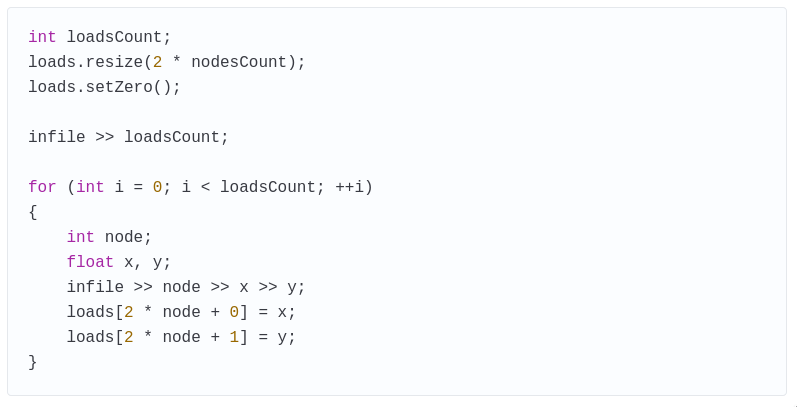 int loadsCount;
loads.resize(2 * nodesCount);
loads.setZero();

infile >> loadsCount;

for (int i = 0; i < loadsCount; ++i)
{
    int node;
    float x, y;
    infile >> node >> x >> y;
    loads[2 * node + 0] = x;
    loads[2 * node + 1] = y;
}